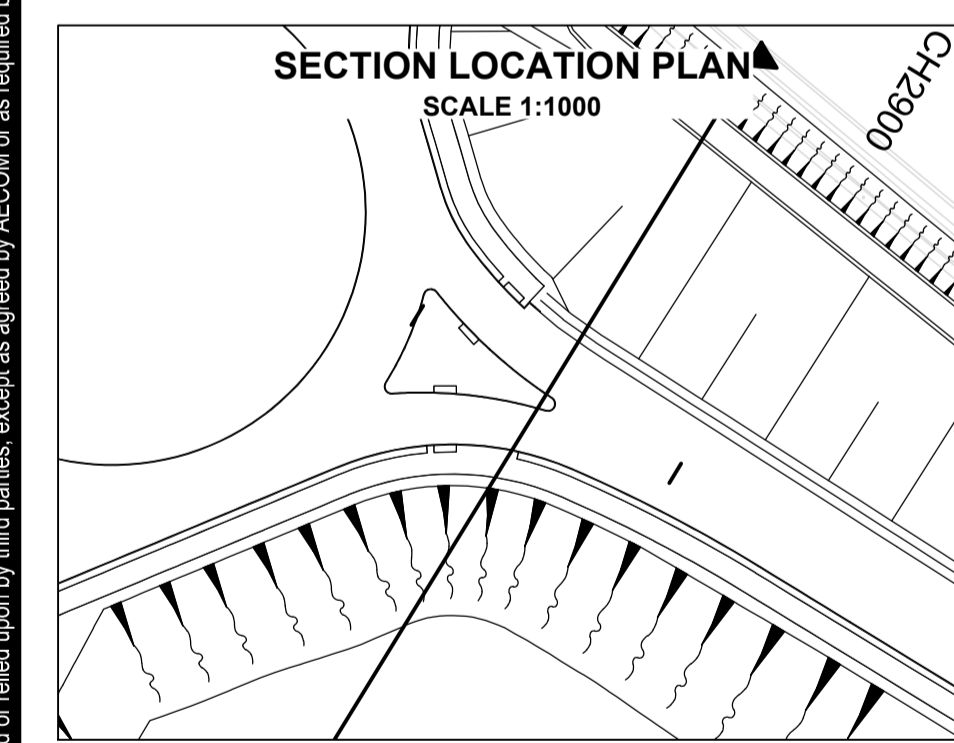 SECTION LOCATION PLAN
SCALE 1:1000
CH2900
or relied upon by third parties, except as agreed by AECOM or as required